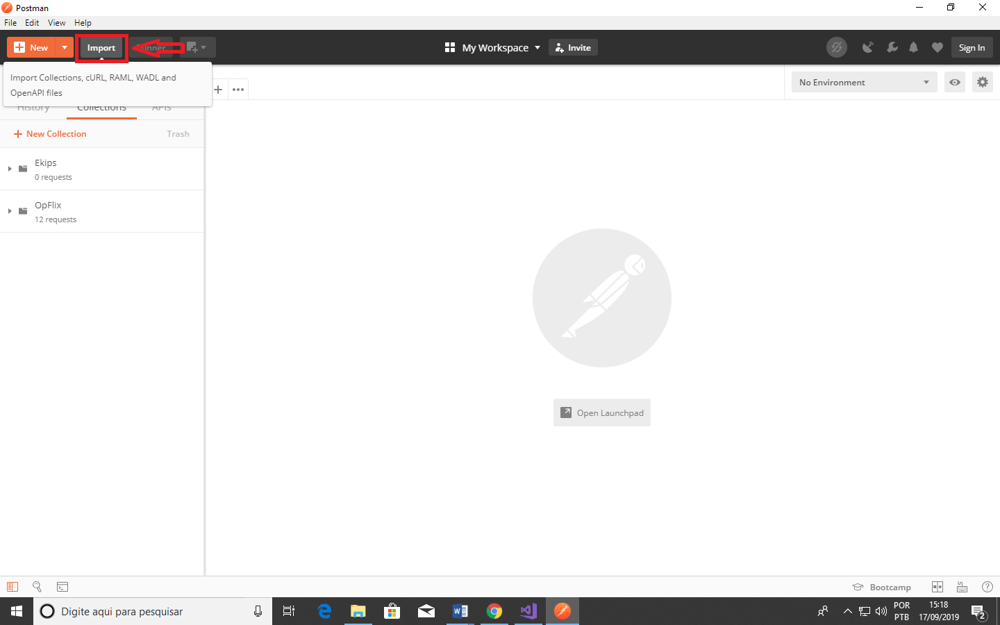 Postman
File Edit View Help
New
Import
Runner
My Workspace
Invite
Sign In
Import Collections, cURL, RAML, WADL and
OpenAPI files
No Environment
History Collections APIs
New Collection
Trash
Ekips
0 requests
OpFlix
12 requests
Open Launchpad
Bootcamp
Digite aqui para pesquisar
POR
PTB
15:18
17/09/2019
2